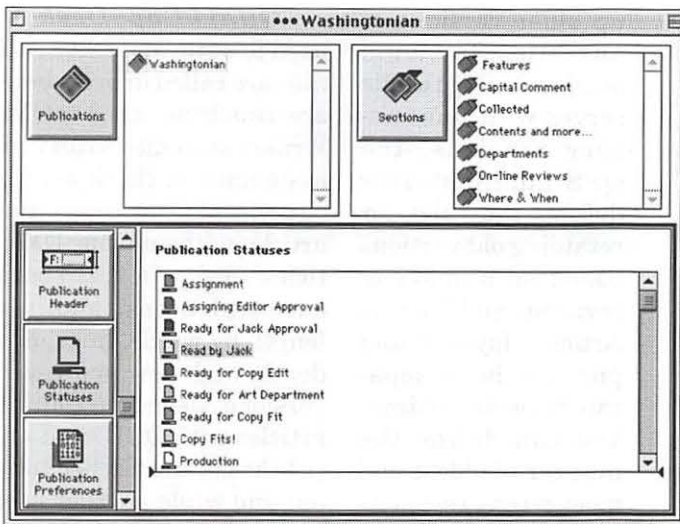 ••• Washingtonian
Publications
Washingtonian
Sections
Features
Capital Comment
Collected
Contents and more...
Departments
On-line Reviews
Where & When
F:
Publication
Header
Publication
Statuses
Publication
Preferences
Publication Statuses
Assignment
Assigning Editor Approval
Ready for Jack Approval
Read by Jack
Ready for Copy Edit
Ready for Art Department
Ready for Copy Fit
Copy Fits!
Production